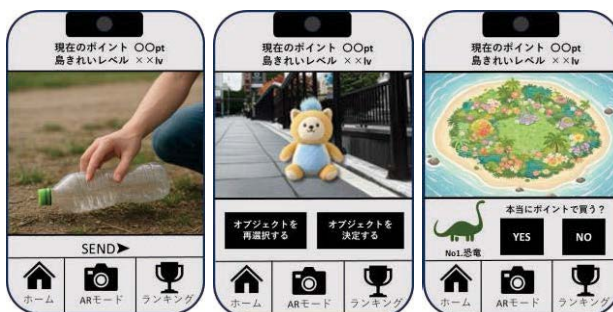 現在のポイント 〇〇pt
島きれいレベル ××lv
SEND➤
ホーム
ARモード
ランキング
現在のポイント 〇〇pt
島きれいレベル ××lv
オブジェクトを
再選択する
オブジェクトを
決定する
ホーム
ARモード
ランキング
現在のポイント 〇〇pt
島きれいレベル ××lv
本当にポイントで買う？
No1.恐竜
YES
NO
ホーム
ARモード
ランキング